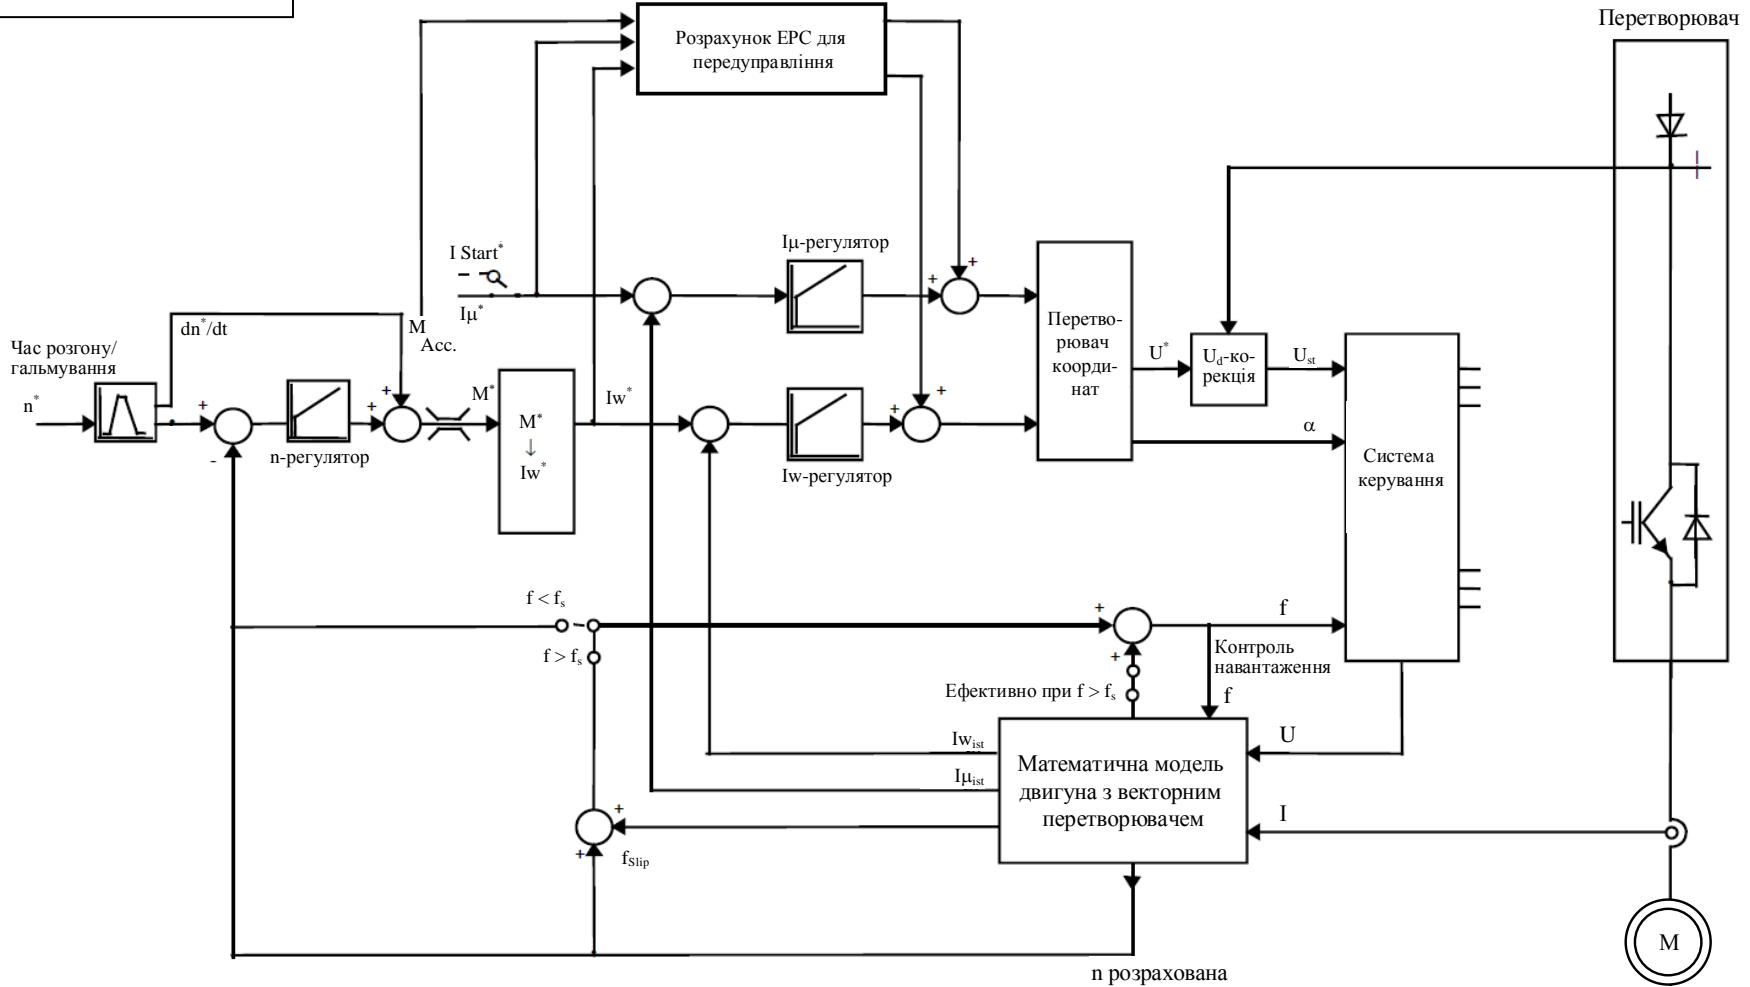 Перетворювач
Розрахунок ЕРС для
передуправління
I Start*
Iμ*
Iμ-регулятор
dn*/dt
M
Acc.
Час розгону/
гальмування
n*
+
-
n-регулятор
+
+
M*
M*
↓
Iw*
Iw*
Iw-регулятор
+
+
+
+
Перетво-
рювач
коорди-
нат
U*
Ud-ко-
рекція
Ust
α
Система
керування
f < fs
f > fs
+
+
f
Контроль
навантаження
f
Ефективно при f > fs
Iwist
Iμist
U
Математична модель
двигуна з векторним
перетворювачем
I
+
+
fSlip
M
n розрахована